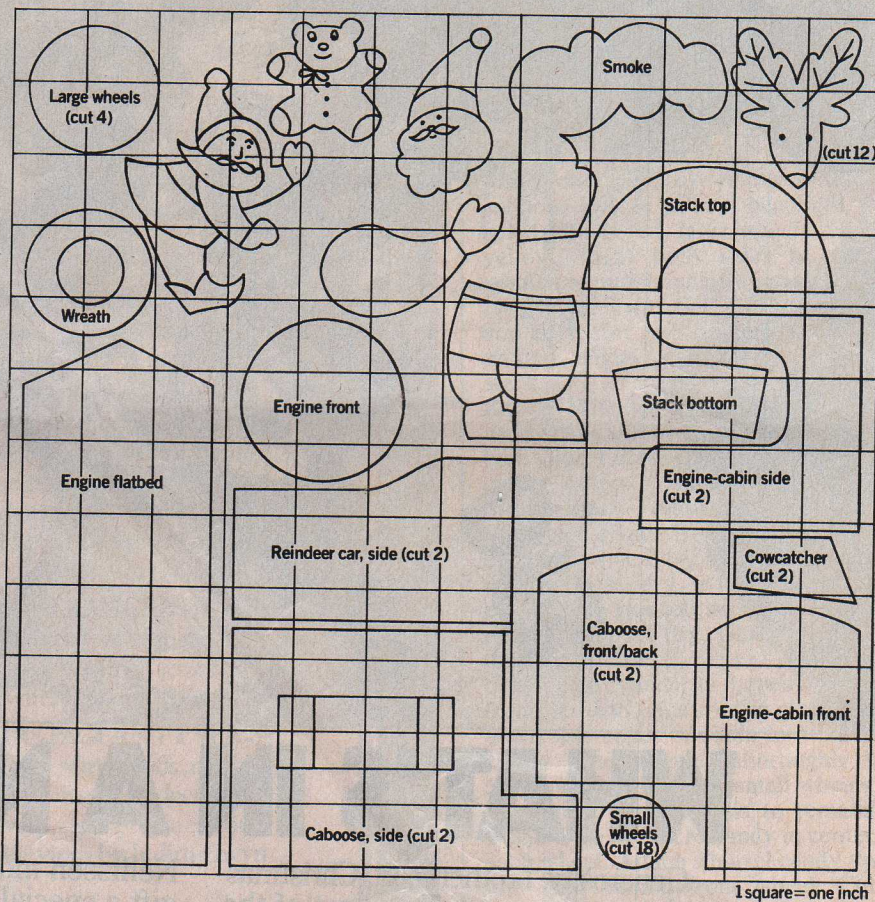 Large wheels
(cut 4)
Smoke
(cut 12)
Stack top
Wreath
Engine front
Stack bottom
Engine flatbed
Engine-cabin side
(cut 2)
Reindeer car, side (cut 2)
Cowcatcher
(cut 2)
Caboose,
front/back
(cut 2)
Engine-cabin front
Caboose, side (cut 2)
Small
wheels
(cut 18)
1 square = one inch